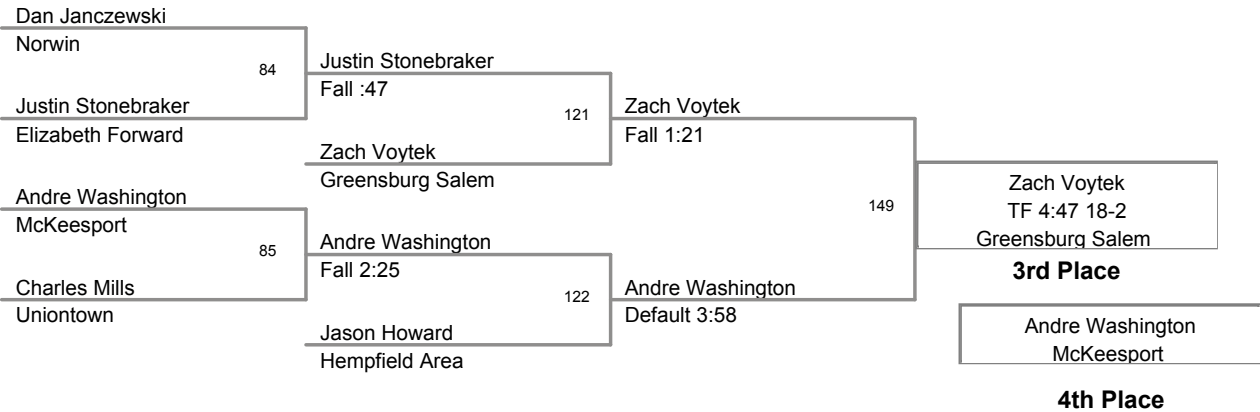 Dan Janczewski
Norwin
84
Justin Stonebraker
Elizabeth Forward
Andre Washington
McKeesport
85
Charles Mills
Uniontown
Justin Stonebraker
Fall :47
121
Zach Voytek
Greensburg Salem
Andre Washington
Fall 2:25
122
Jason Howard
Hempfield Area
Zach Voytek
Fall 1:21
149
Andre Washington
Default 3:58
Zach Voytek
TF 4:47 18-2
Greensburg Salem
3rd Place
Andre Washington
McKeesport
4th Place